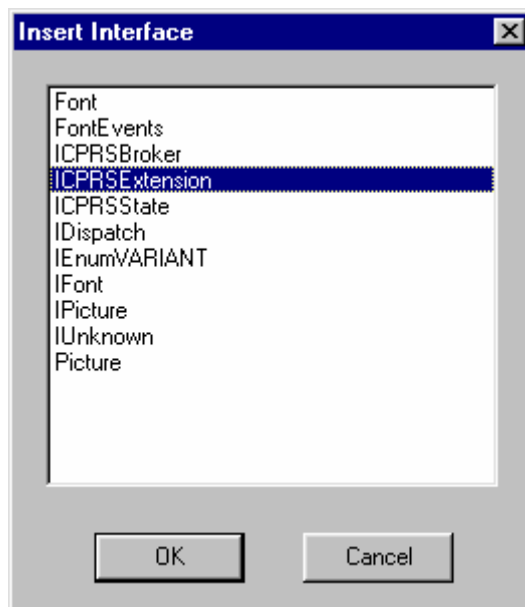 Insert Interface
Font
FontEvents
ICPRSBroker
ICPRSExtension
ICPRSState
IDispatch
IEnumVARIANT
IFont
IPicture
IUnknown
Picture
OK
Cancel